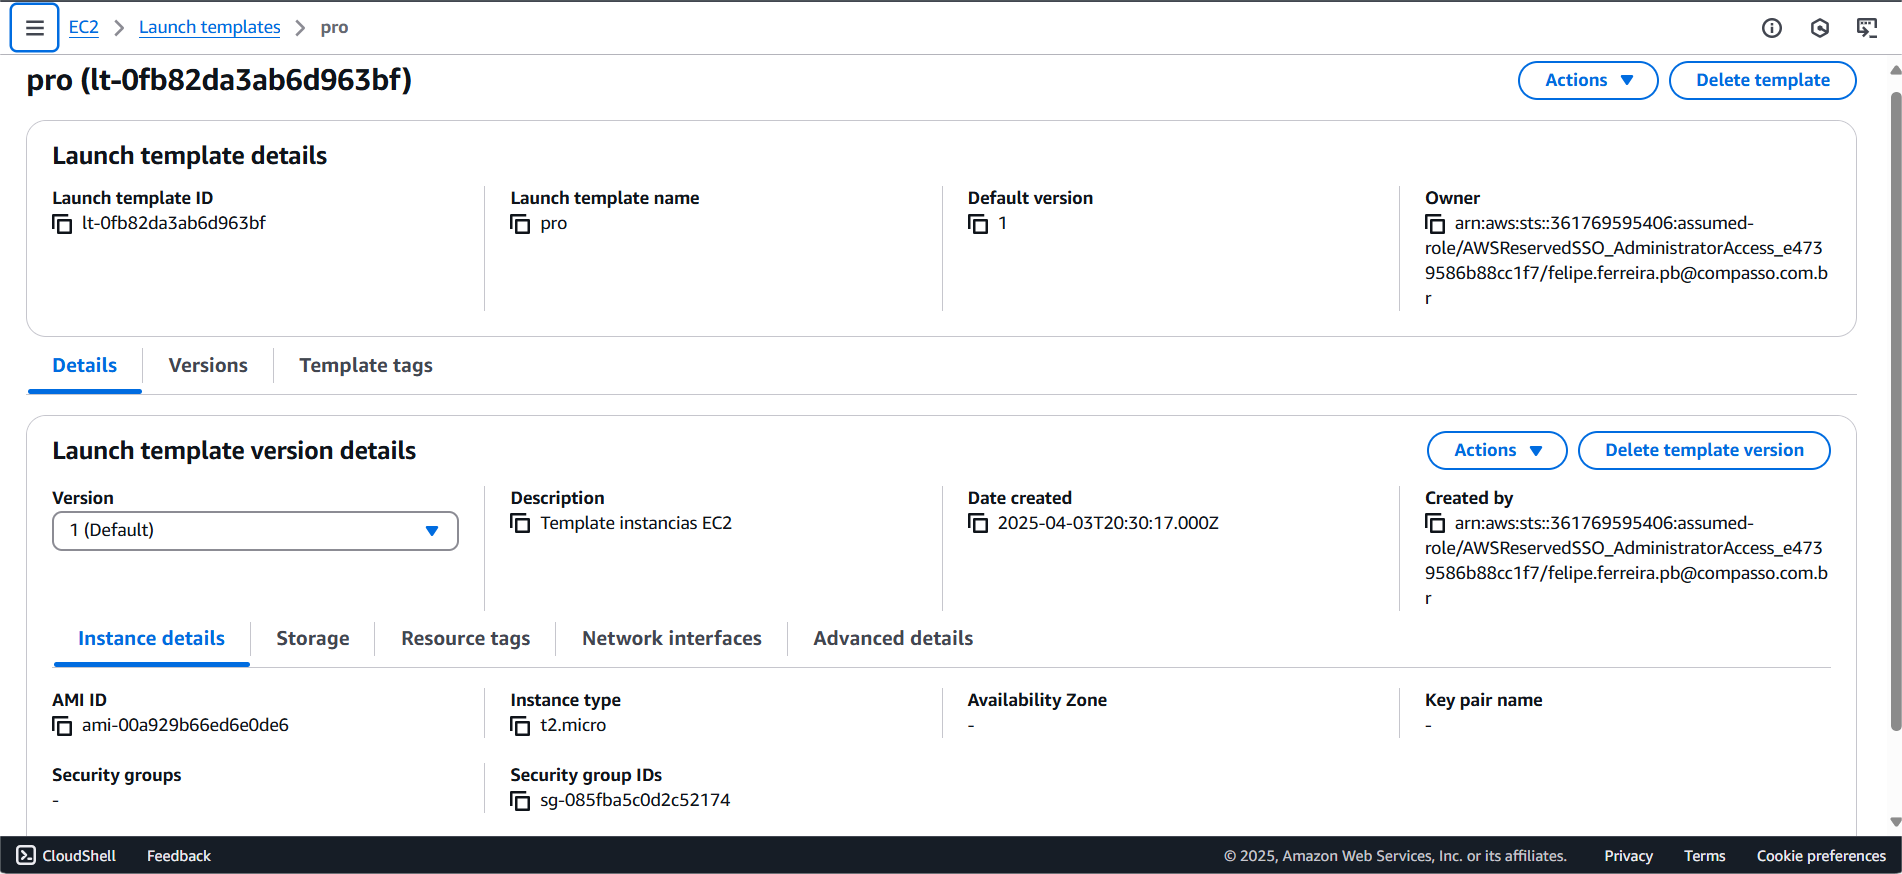 EC2 > Launch templates > pro
pro (lt-0fb82da3ab6d963bf)
Actions
Delete template
Launch template details
Launch template ID
lt-0fb82da3ab6d963bf
Launch template name
pro
Default version
1
Owner
arn:aws:sts::361769595406:assumed-
role/AWSReservedSSO_AdministratorAccess_e473
9586b88cc1f7/felipe.ferreira.pb@compasso.com.b
r
Details
Versions
Template tags
Launch template version details
Actions
Delete template version
Version
1 (Default)
Description
Template instancias EC2
Date created
2025-04-03T20:30:17.000Z
Created by
arn:aws:sts::361769595406:assumed-
role/AWSReservedSSO_AdministratorAccess_e473
9586b88cc1f7/felipe.ferreira.pb@compasso.com.b
r
Instance details
Storage
Resource tags
Network interfaces
Advanced details
AMI ID
ami-00a929b66ed6e0de6
Instance type
t2.micro
Availability Zone
-
Key pair name
-
Security groups
-
Security group IDs
sg-085fba5c0d2c52174
CloudShell
Feedback
© 2025, Amazon Web Services, Inc. or its affiliates.
Privacy
Terms
Cookie preferences